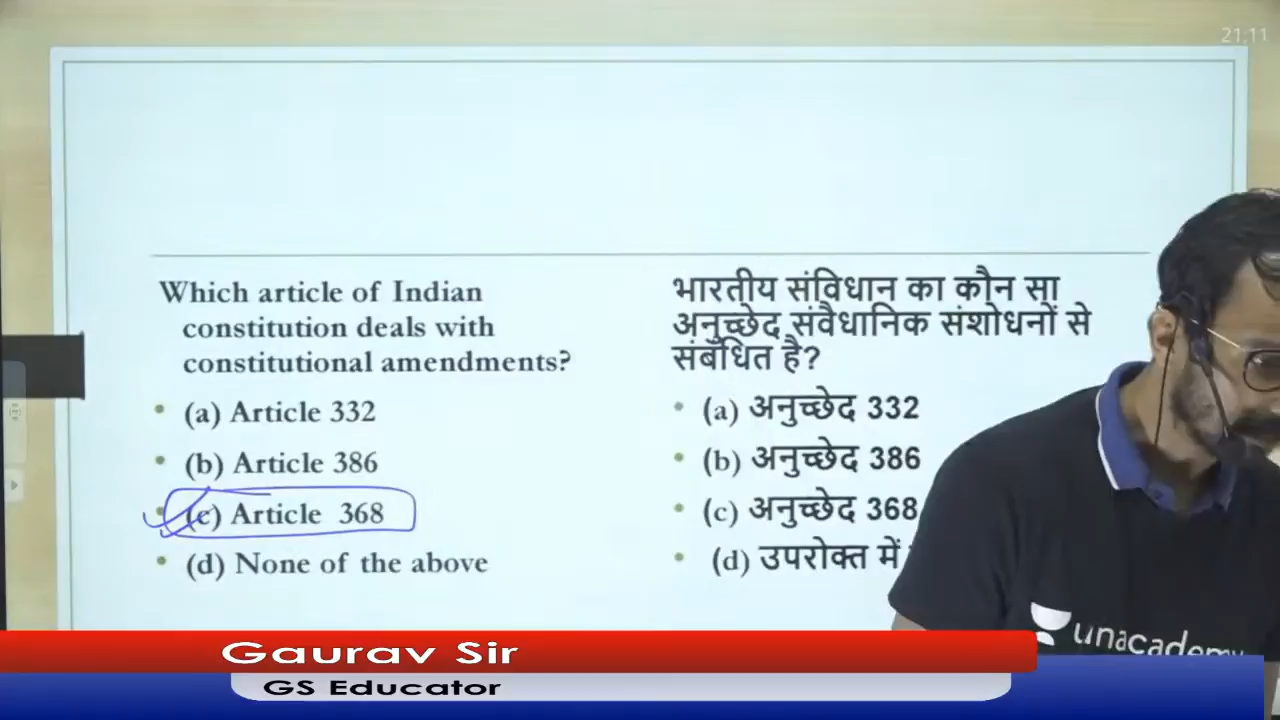 21:11
Which article of Indian
constitution deals with
constitutional amendments?
• (a) Article 332
• (b) Article 386
• (c) Article 368
• (d) None of the above
भारतीय संविधान का कौन सा
अनुच्छेद संवैधानिक संशोधनों से
संबंधित है?
• (a) अनुच्छेद 332
• (b) अनुच्छेद 386
• (c) अनुच्छेद 368
• (d) उपरोक्त में
unacademy
Gaurav Sir
GS Educator